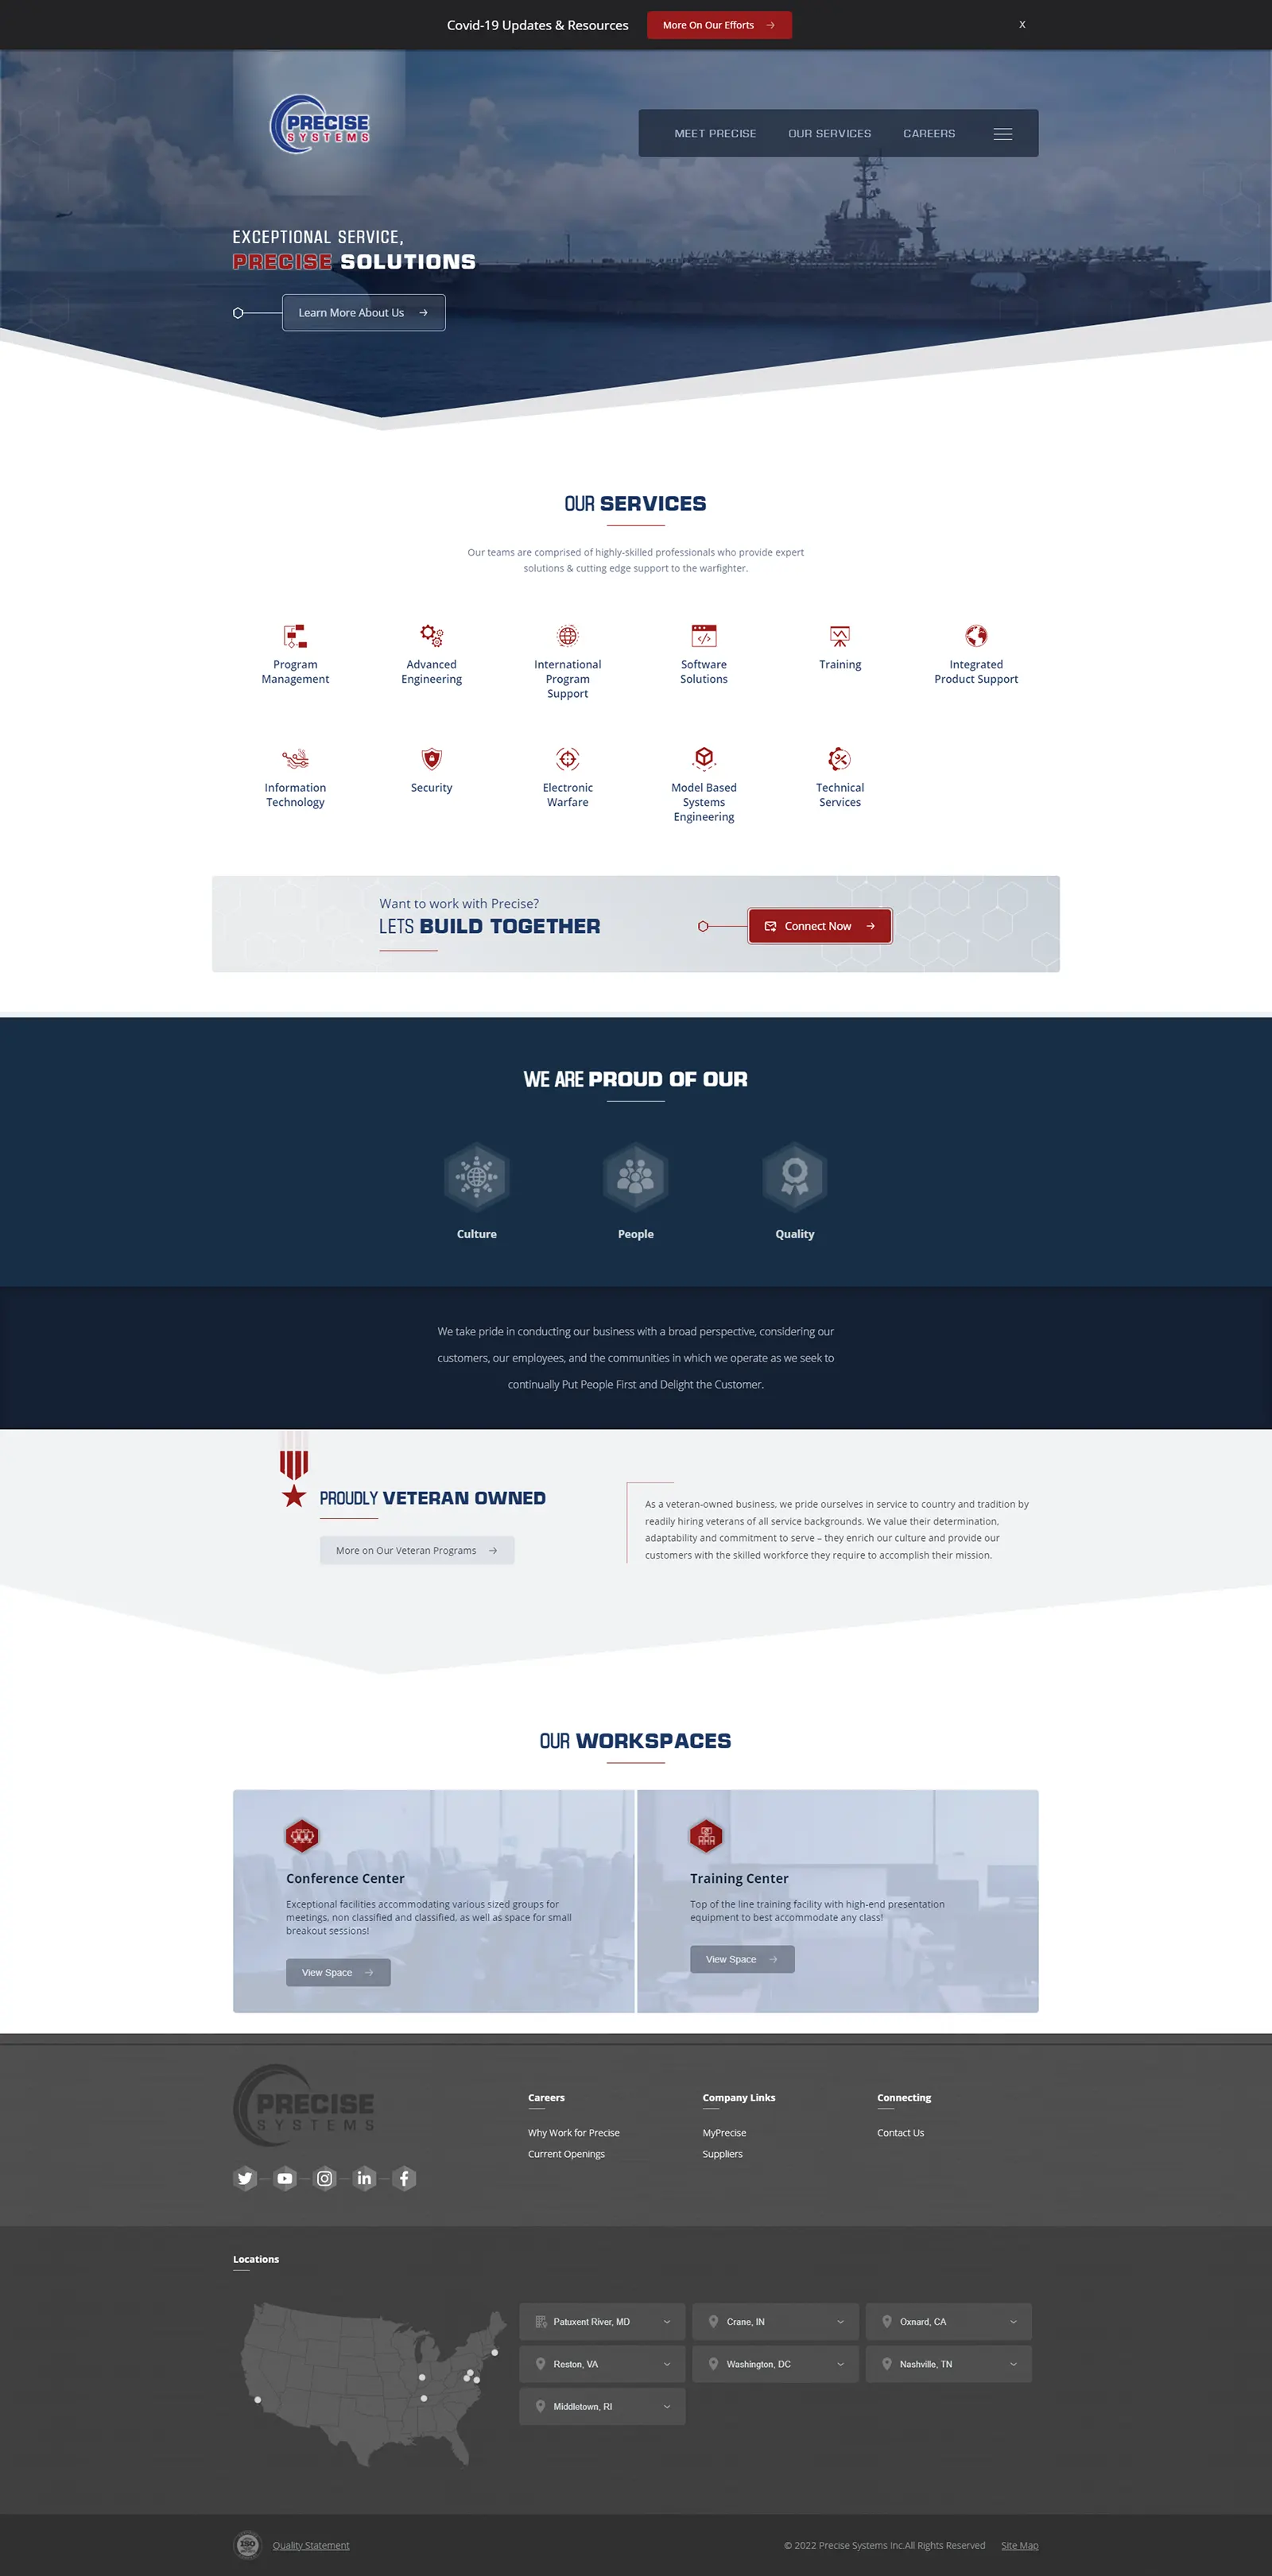 Covid-19 Updates & Resources
More On Our Efforts
X
PRECISE
SYSTEMS
MEET PRECISE
OUR SERVICES
CAREERS
EXCEPTIONAL SERVICE,
PRECISE SOLUTIONS
Learn More About Us
74
OUR SERVICES
Our teams are comprised of highly-skilled professionals who provide expert
solutions & cutting edge support to the warfighter.
Program
Management
Advanced
Engineering
International
Program
Support
Software
Solutions
Training
Integrated
Product Support
Information
Technology
Security
Electronic
Warfare
Model Based
Systems
Engineering
Technical
Services
Want to work with Precise?
LETS BUILD TOGETHER
Connect Now
WE ARE PROUD OF OUR
Culture
People
Quality
We take pride in conducting our business with a broad perspective, considering our
customers, our employees, and the communities in which we operate as we seek to
continually Put People First and Delight the Customer.
PROUDLY VETERAN OWNED
More on Our Veteran Programs
As a veteran-owned business, we pride ourselves in service to country and tradition by
readily hiring veterans of all service backgrounds. We value their determination,
adaptability and commitment to serve – they enrich our culture and provide our
customers with the skilled workforce they require to accomplish their mission.
OUR WORKSPACES
Conference Center
Exceptional facilities accommodating various sized groups for
meetings, non classified and classified, as well as space for small
breakout sessions!
View Space
Training Center
Top of the line training facility with high-end presentation
equipment to best accommodate any class!
View Space
PRECISE
SYSTEMS
Careers
Why Work for Precise
Current Openings
Company Links
MyPrecise
Suppliers
Connecting
Contact Us
Locations
Patuxent River, MD
Crane, IN
Oxnard, CA
Reston, VA
Washington, DC
Nashville, TN
Middletown, RI
ISO
Quality Statement
© 2022 Precise Systems Inc.All Rights Reserved
Site Map